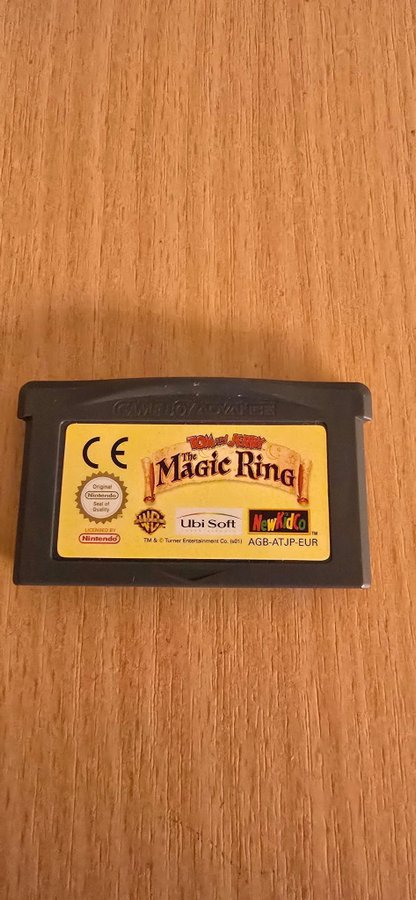 GAME BOY ADVANCE
CE
TOM AND JERRY
The
Magic Ring
Original
Nintendo
Seal of
Quality
WB
Ubi Soft
NewKidCo
LICENSED BY
Nintendo
TM & © Turner Entertainment Co. (s01)
AGB-ATJP-EUR